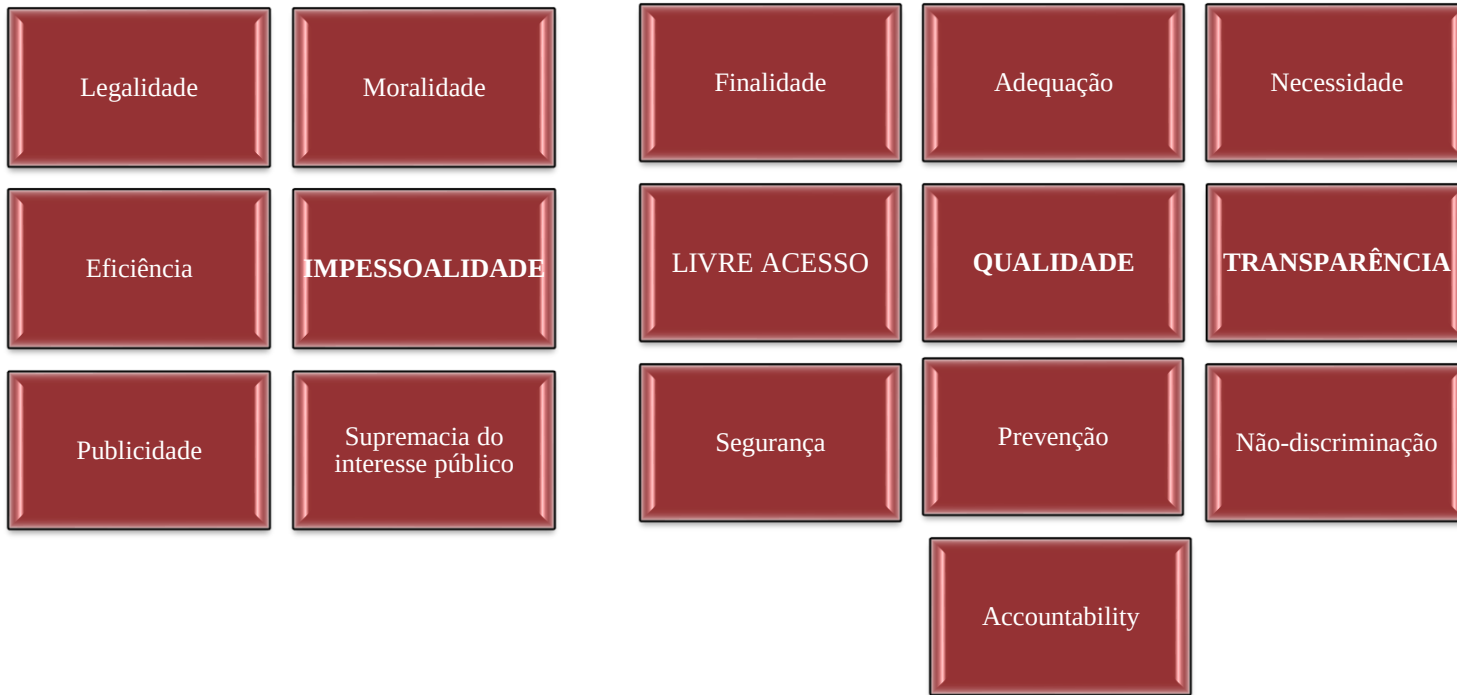 Legalidade
Moralidade
Eficiência
IMPESSOALIDADE
Publicidade
Supremacia do
interesse público
Finalidade
Adequação
Necessidade
LIVRE ACESSO
QUALIDADE
TRANSPARÊNCIA
Segurança
Prevenção
Não-discriminação
Accountability